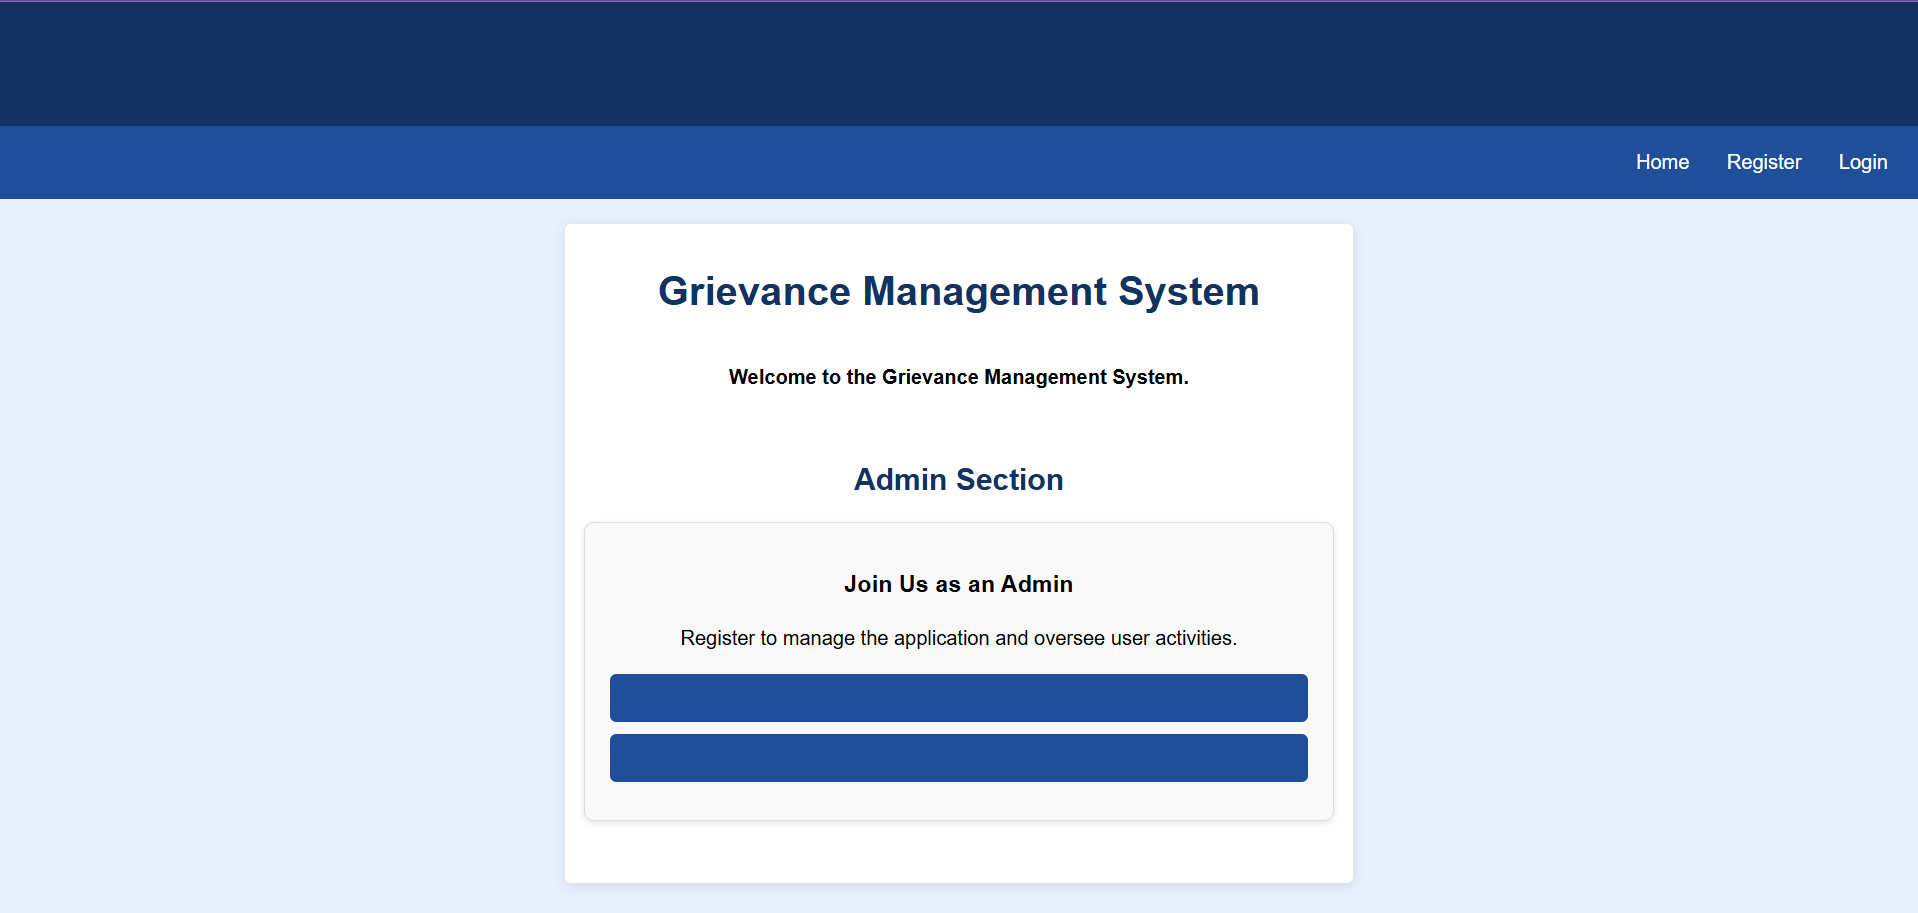 Home Register Login
Grievance Management System
Welcome to the Grievance Management System.
Admin Section
Join Us as an Admin
Register to manage the application and oversee user activities.